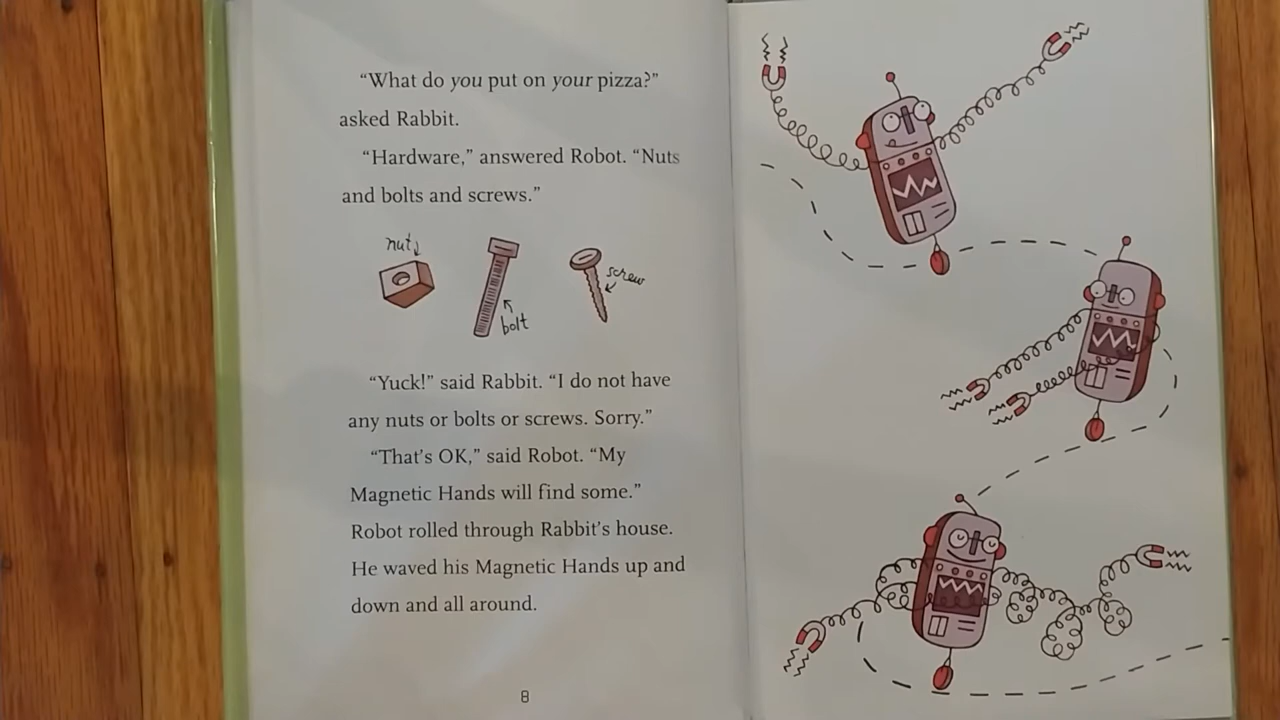 “What do you put on your pizza?”
asked Rabbit.
“Hardware,” answered Robot. “Nuts
and bolts and screws.”
nut
bolt
screw
“Yuck!” said Rabbit. “I do not have
any nuts or bolts or screws. Sorry.”
“That’s OK,” said Robot. “My
Magnetic Hands will find some.”
Robot rolled through Rabbit’s house.
He waved his Magnetic Hands up and
down and all around.
8